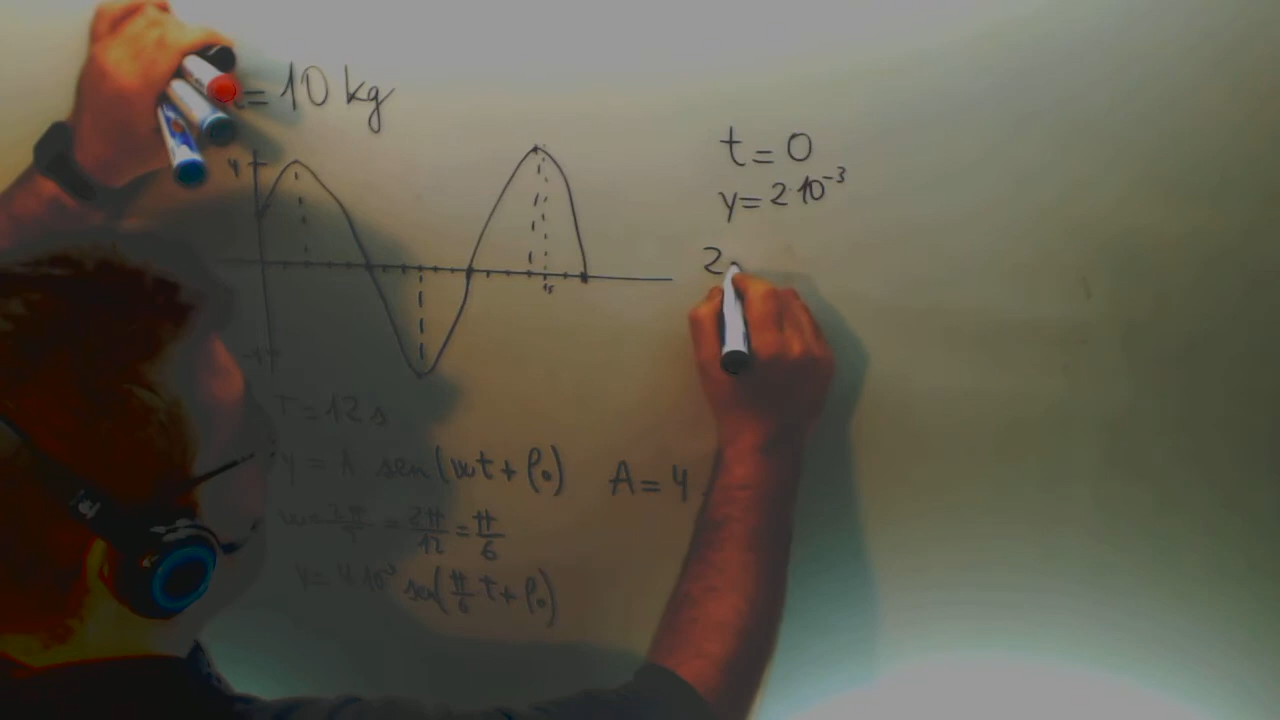 = 10 kg
4
t = 0
y = 2·10⁻³
2
T = 12 s
y = A sen(ωt + φ₀)
A = 4
ω = 2π/T = 2π/12 = π/6
y = 4·10⁻³ sen(π/6 t + φ₀)